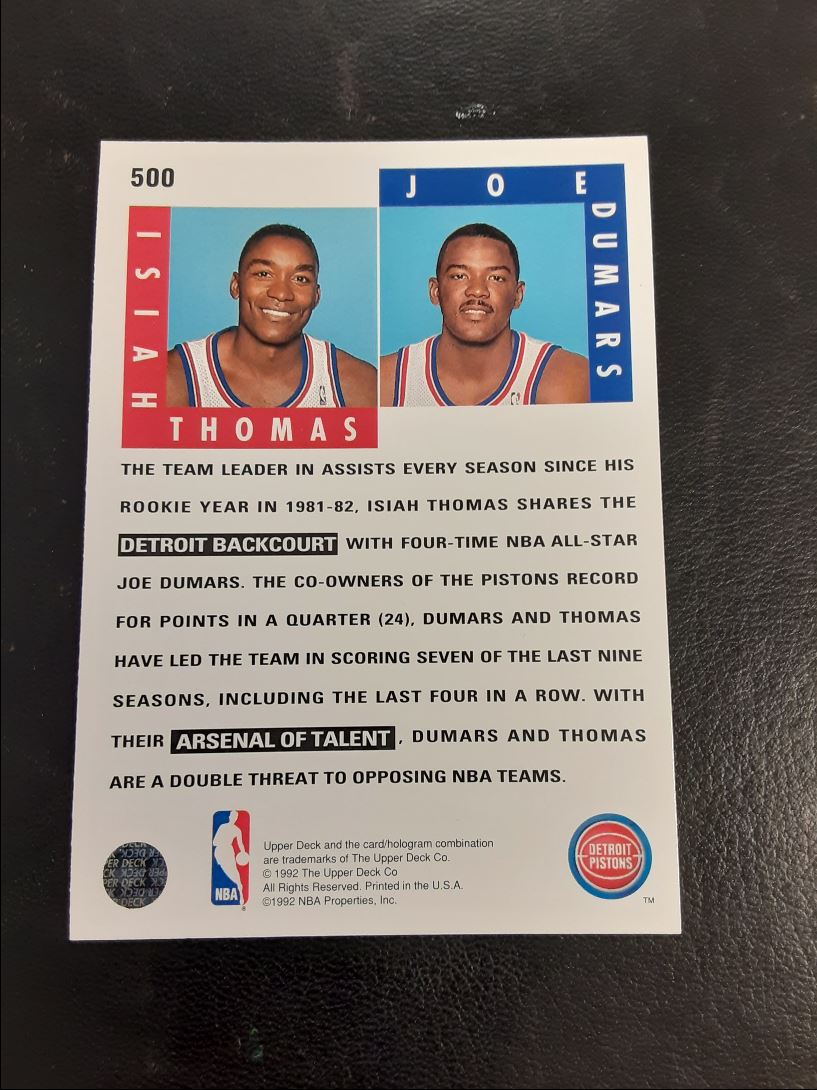 500
JOE DUMARS
ISIAH THOMAS
THE TEAM LEADER IN ASSISTS EVERY SEASON SINCE HIS
ROOKIE YEAR IN 1981-82, ISIAH THOMAS SHARES THE
DETROIT BACKCOURT WITH FOUR-TIME NBA ALL-STAR
JOE DUMARS. THE CO-OWNERS OF THE PISTONS RECORD
FOR POINTS IN A QUARTER (24), DUMARS AND THOMAS
HAVE LED THE TEAM IN SCORING SEVEN OF THE LAST NINE
SEASONS, INCLUDING THE LAST FOUR IN A ROW. WITH
THEIR ARSENAL OF TALENT, DUMARS AND THOMAS
ARE A DOUBLE THREAT TO OPPOSING NBA TEAMS.
Upper Deck and the card/hologram combination
are trademarks of The Upper Deck Co.
© 1992 The Upper Deck Co
All Rights Reserved. Printed in the U.S.A.
©1992 NBA Properties, Inc.
NBA
®
DETROIT
PISTONS
TM